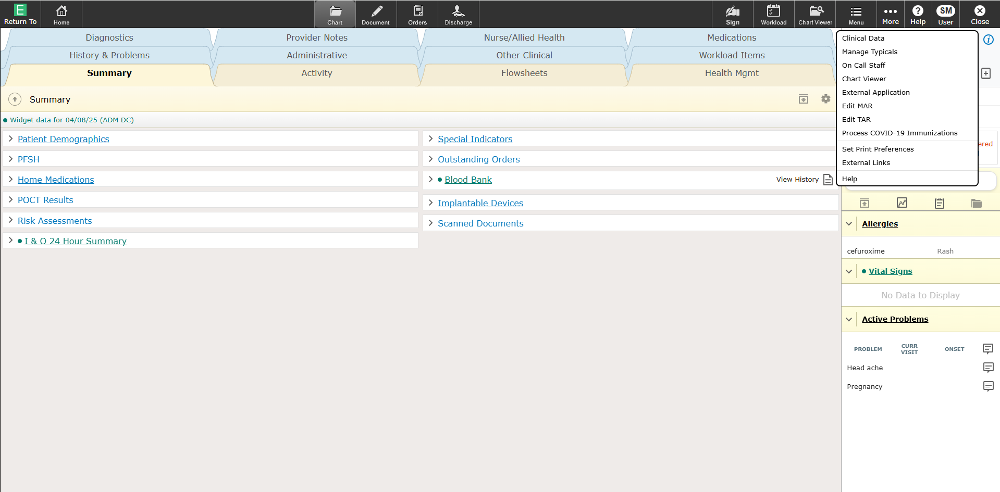 E
Return To
Home
Chart
Document
Orders
Discharge
Sign
Workload
Chart Viewer
Menu
More
? Help
SM
User
Close
Diagnostics
Provider Notes
Nurse/Allied Health
Medications
History & Problems
Administrative
Other Clinical
Workload Items
Summary
Activity
Flowsheets
Health Mgmt
Summary
Widget data for 04/08/25 (ADM DC)
Patient Demographics
PFSH
Home Medications
POCT Results
Risk Assessments
I & O 24 Hour Summary
Special Indicators
Outstanding Orders
Blood Bank
View History
Implantable Devices
Scanned Documents
Clinical Data
Manage Typicals
On Call Staff
Chart Viewer
External Application
Edit MAR
Edit TAR
Process COVID-19 Immunizations
Set Print Preferences
External Links
Help
i
ered
Allergies
cefuroxime Rash
Vital Signs
No Data to Display
Active Problems
PROBLEM
CURR
VISIT
ONSET
Head ache
Pregnancy